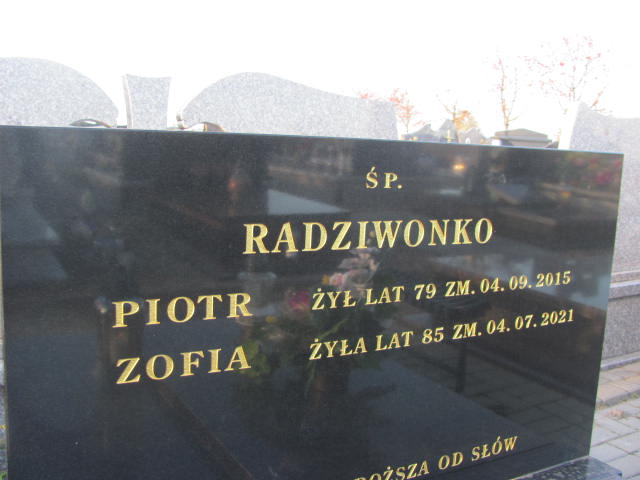 ŚP.
RADZIWONKO
PIOTR ŻYŁ LAT 79 ZM. 04.09.2015
ZOFIA ŻYŁA LAT 85 ZM. 04.07.2021
OD SŁÓW